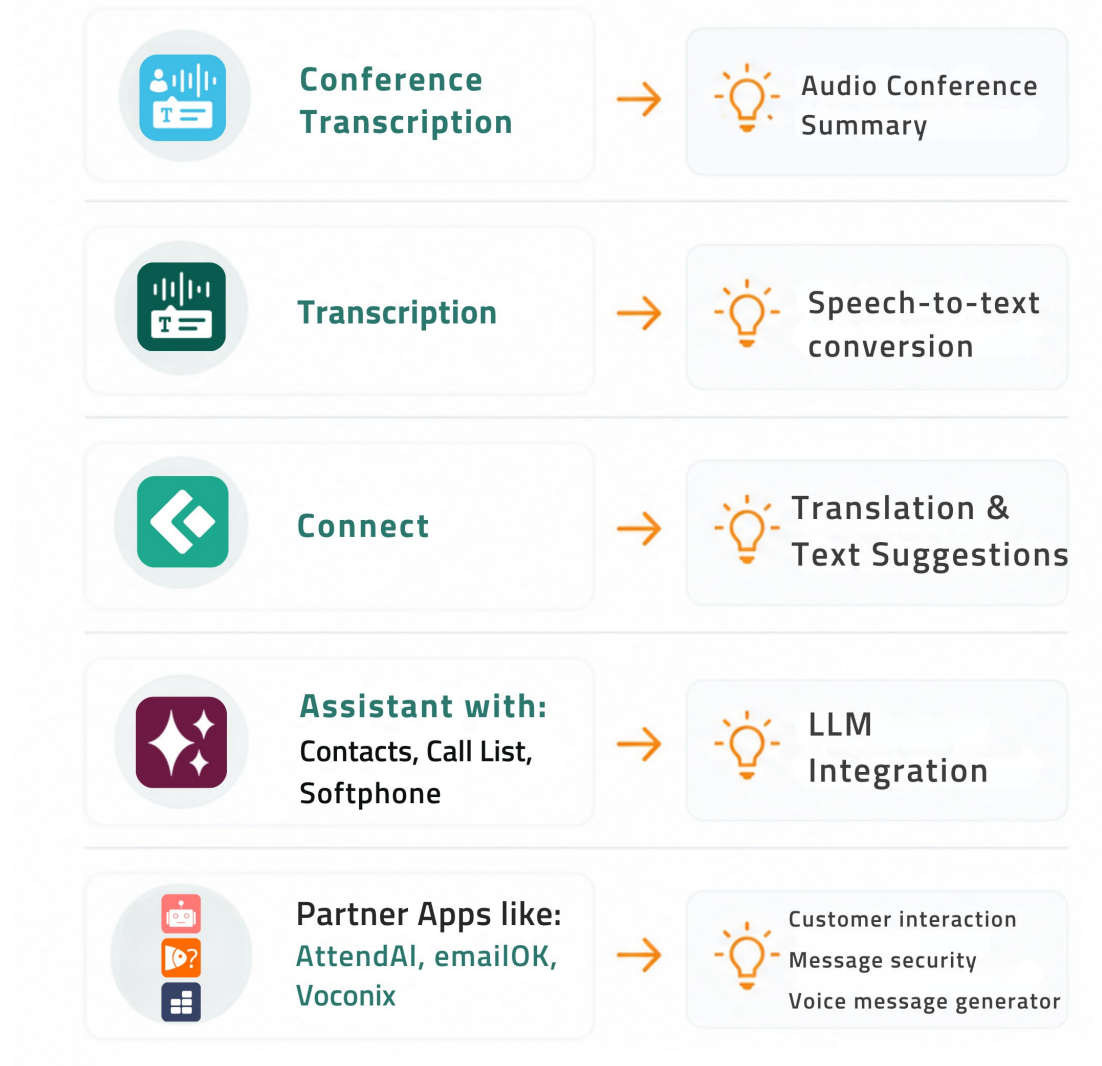 Conference
Transcription
Audio Conference
Summary
T
Transcription
Speech-to-text
conversion
T
Connect
Translation &
Text Suggestions
Assistant with:
Contacts, Call List,
Softphone
LLM
Integration
Partner Apps like:
AttendAI, emailOK,
Voconix
?
Customer interaction
Message security
Voice message generator